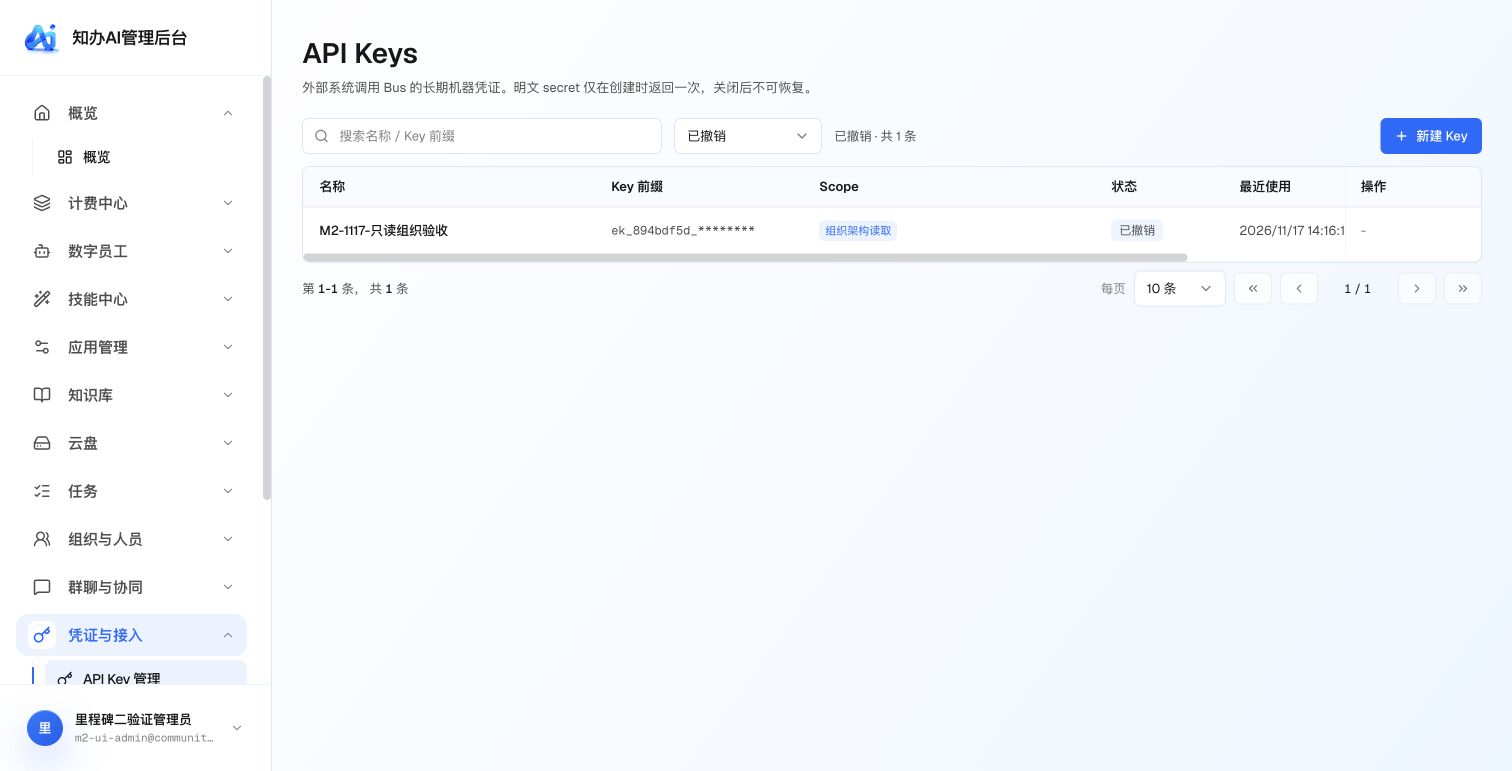 知办AI管理后台
概览
概览
计费中心
数字员工
技能中心
应用管理
知识库
云盘
任务
组织与人员
群聊与协同
凭证与接入
API Key 管理
里
里程碑二验证管理员
m2-ui-admin@communit…
API Keys
外部系统调用 Bus 的长期机器凭证。明文 secret 仅在创建时返回一次，关闭后不可恢复。
搜索名称 / Key 前缀
已撤销
已撤销 · 共 1 条
新建 Key
名称 Key 前缀 Scope 状态 最近使用 操作
M2-1117-只读组织验收 ek_894bdf5d_******** 组织架构读取 已撤销 2026/11/17 14:16:1 -
第 1-1 条， 共 1 条
每页 10 条 1 / 1